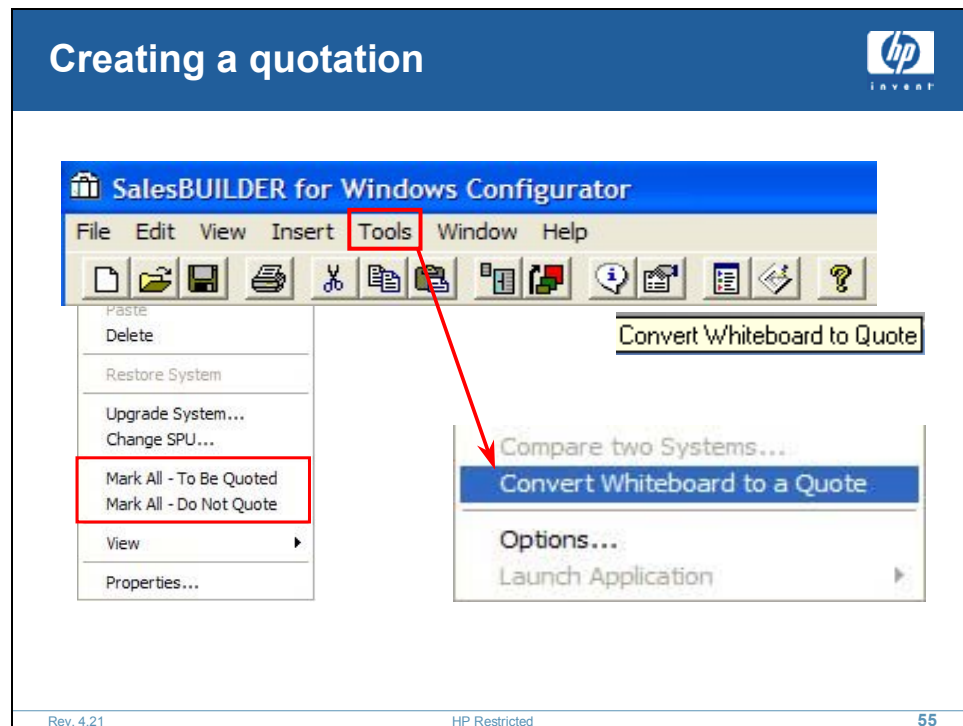 Creating a quotation
hp
invent
SalesBUILDER for Windows Configurator
File Edit View Insert Tools Window Help
Paste
Delete
Restore System
Upgrade System...
Change SPU...
Mark All - To Be Quoted
Mark All - Do Not Quote
View
Properties...
Convert Whiteboard to Quote
Compare two Systems...
Convert Whiteboard to a Quote
Options...
Launch Application
Rev. 4.21 HP Restricted 55